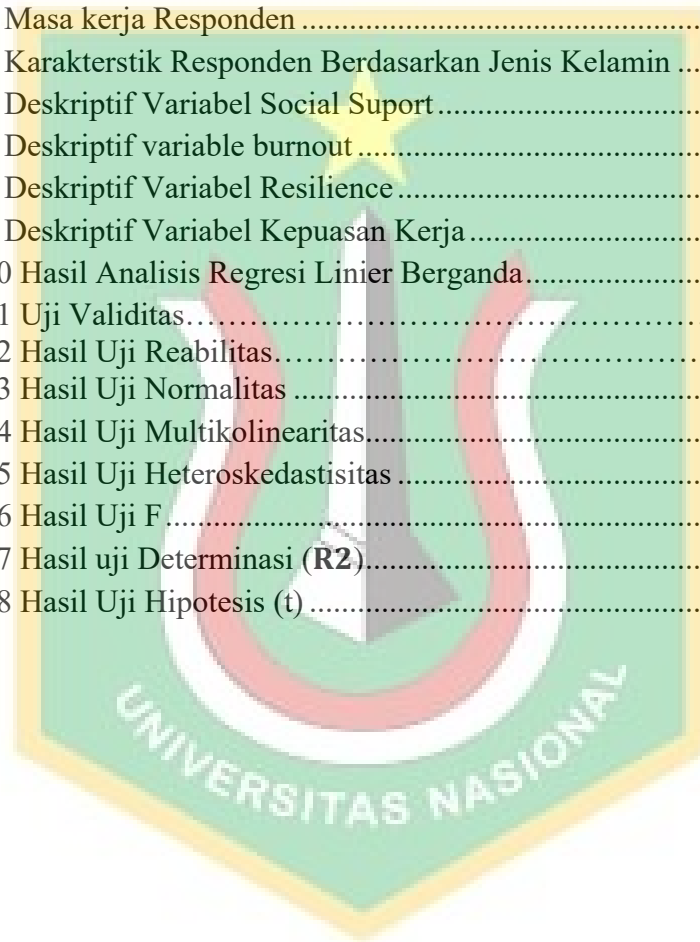 Masa kerja Responden ..............................................
Karakterstik Responden Berdasarkan Jenis Kelamin ...
Deskriptif Variabel Social Suport..............................
Deskriptif variable burnout .......................................
Deskriptif Variabel Resilience...................................
Deskriptif Variabel Kepuasan Kerja..........................
0 Hasil Analisis Regresi Linier Berganda...................
1 Uji Validitas.................................................
2 Hasil Uji Reabilitas........................................
3 Hasil Uji Normalitas ..............................................
4 Hasil Uji Multikolinearitas.....................................
5 Hasil Uji Heteroskedastisitas .................................
6 Hasil Uji F.............................................................
7 Hasil uji Determinasi (R2).....................................
8 Hasil Uji Hipotesis (t) ............................................
UNIVERSITAS NASIONAL